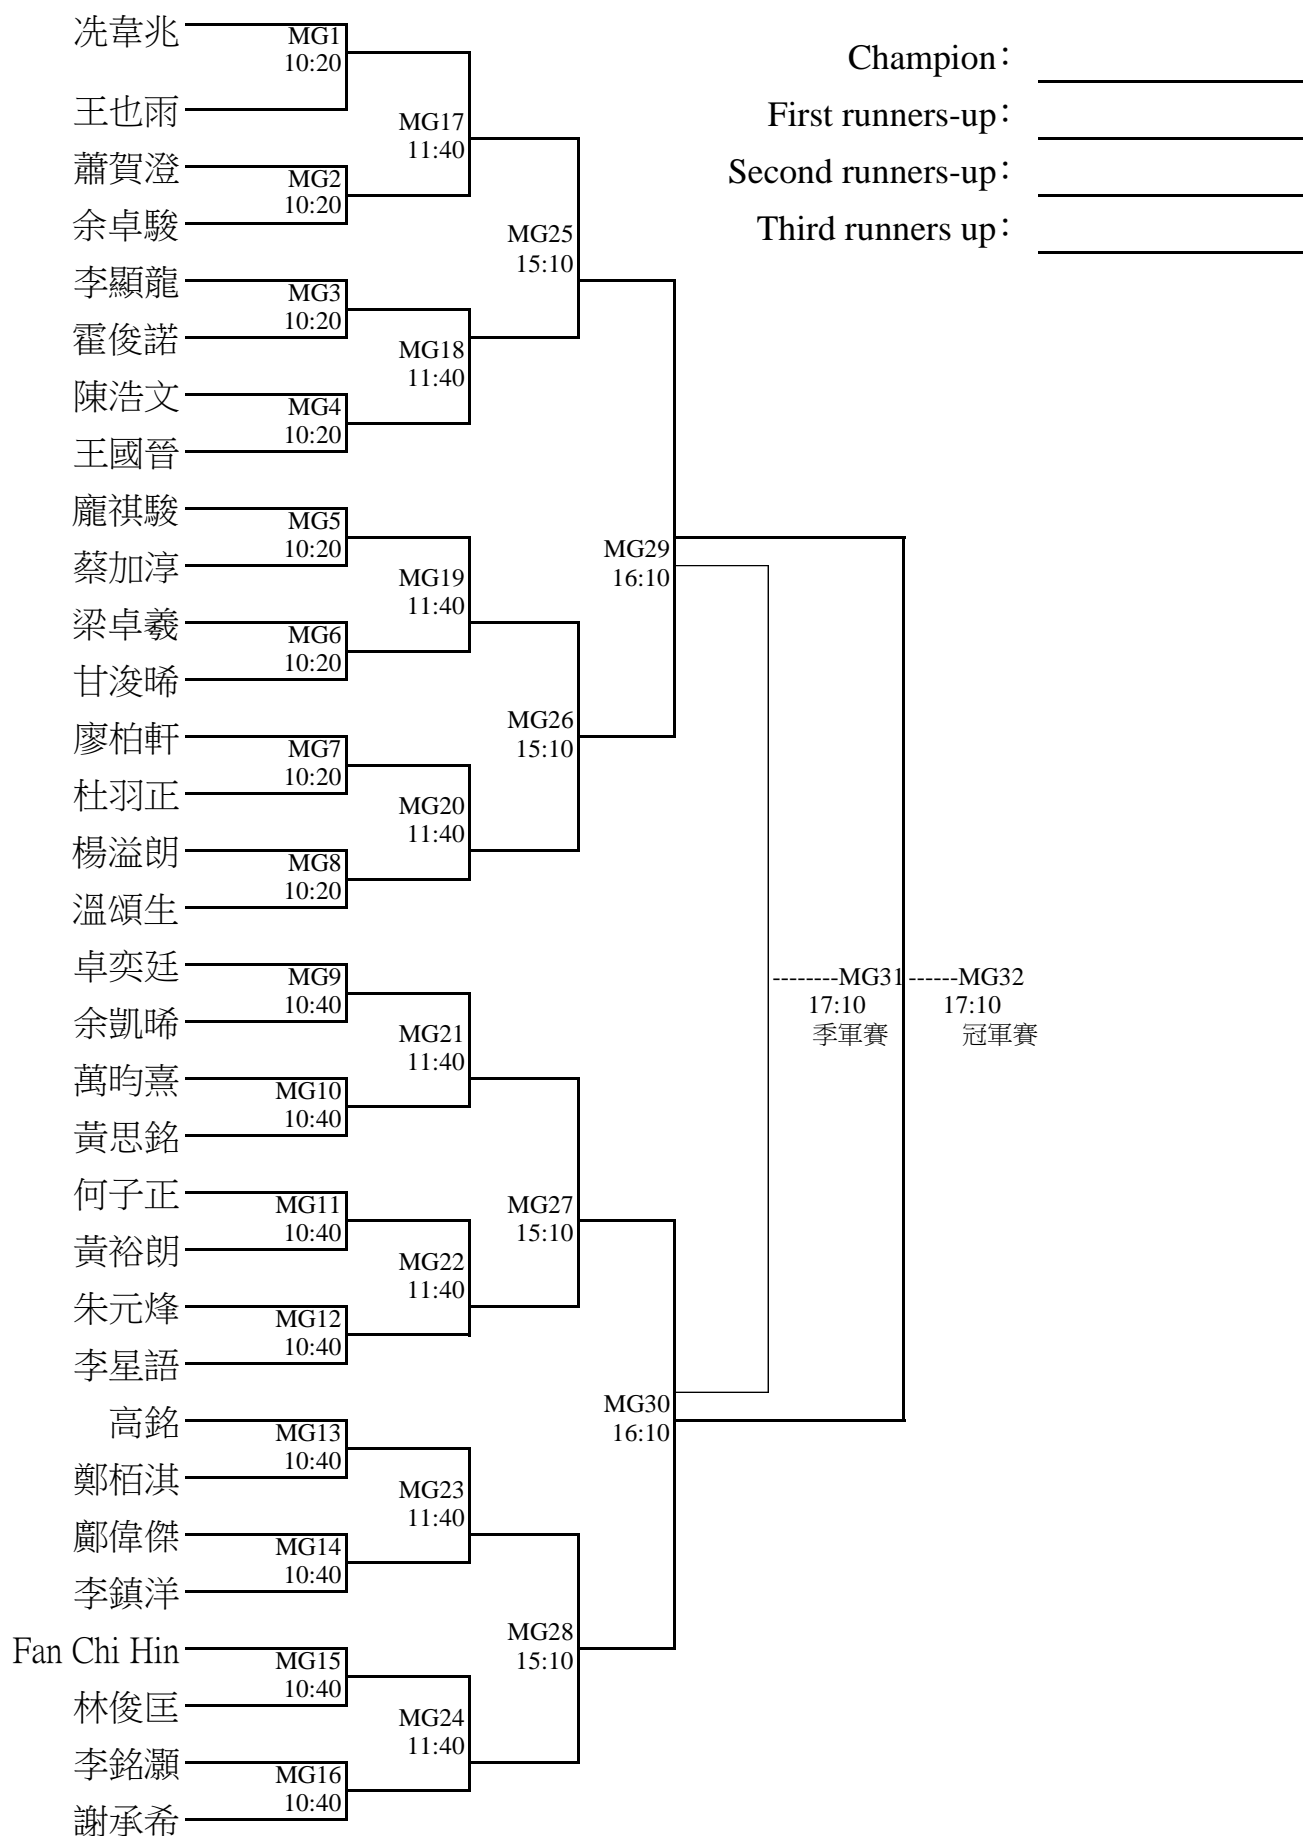 冼韋兆
MG1
10:20
王也雨
MG17
11:40
蕭賀澄
MG2
10:20
余卓駿
MG25
15:10
李顯龍
MG3
10:20
霍俊諾
MG18
11:40
陳浩文
MG4
10:20
王國晉
龐祺駿
MG5
10:20
蔡加淳
MG29
16:10
MG19
11:40
梁卓羲
MG6
10:20
甘浚晞
廖柏軒
MG7
10:20
MG26
15:10
杜羽正
MG20
11:40
楊溢朗
MG8
10:20
溫頌生
卓奕廷
MG9
10:40
余凱晞
MG21
11:40
萬昀熹
MG10
10:40
黃思銘
何子正
MG11
10:40
MG27
15:10
黃裕朗
MG22
11:40
朱元烽
MG12
10:40
李星語
高銘
MG13
10:40
MG30
16:10
鄭栢淇
MG23
11:40
鄺偉傑
MG14
10:40
李鎮洋
Fan Chi Hin
MG15
10:40
MG28
15:10
林俊匡
MG24
11:40
李銘灝
MG16
10:40
謝承希
--------MG31
17:10
季軍賽
------MG32
17:10
冠軍賽
Champion：
First runners-up：
Second runners-up：
Third runners up：